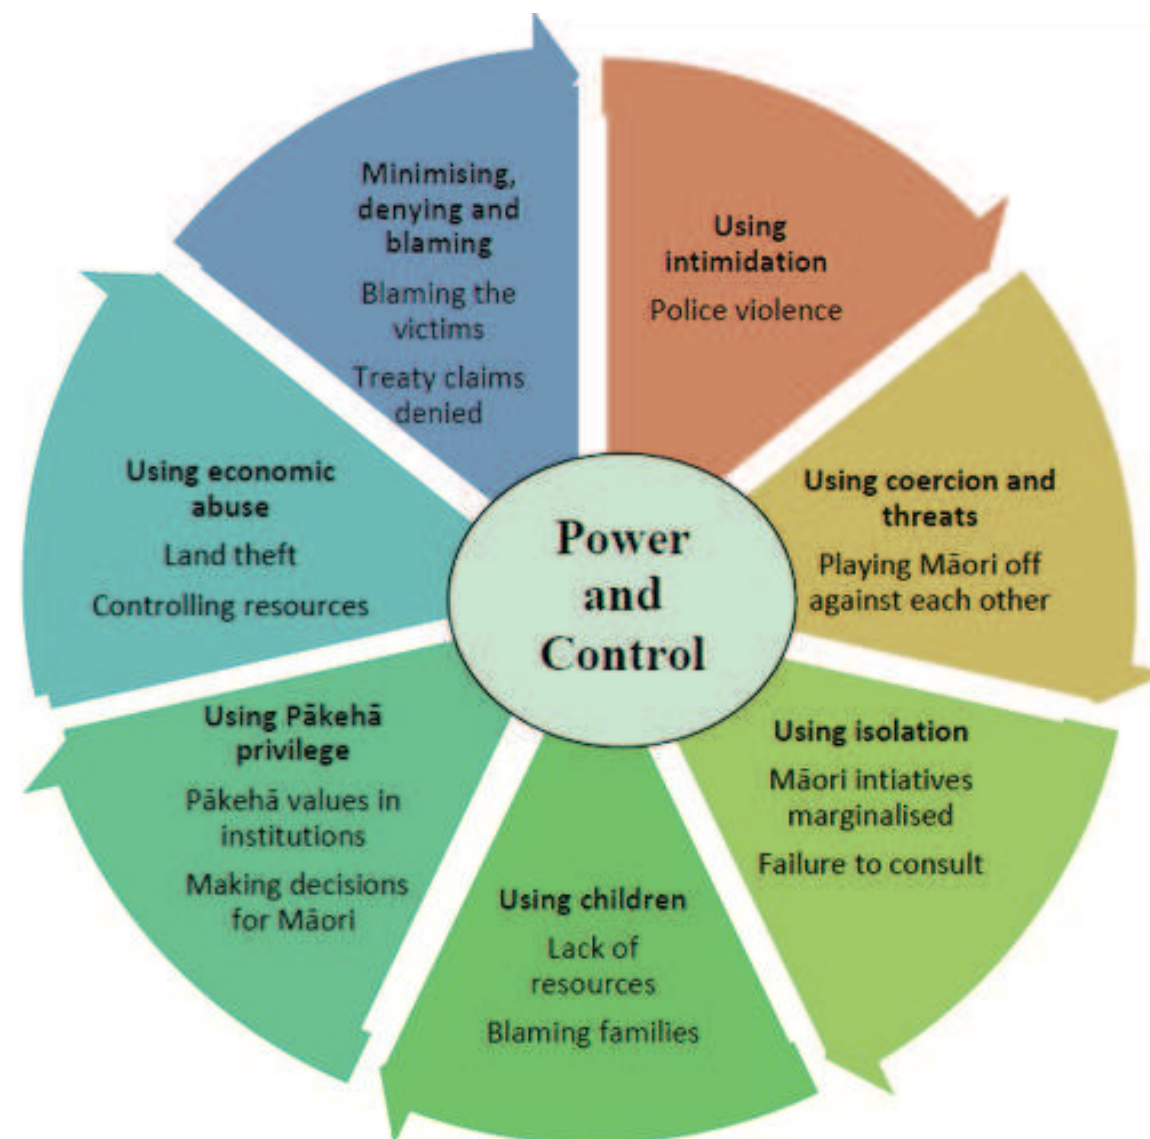 Minimising,
denying and
blaming
Blaming the
victims
Treaty claims
denied
Using
intimidation
Police violence
Using coercion and
threats
Playing Māori off
against each other
Using isolation
Māori intiatives
marginalised
Failure to consult
Using children
Lack of
resources
Blaming families
Using Pākehā
privilege
Pākehā values in
institutions
Making decisions
for Māori
Using economic
abuse
Land theft
Controlling resources
Power
and
Control